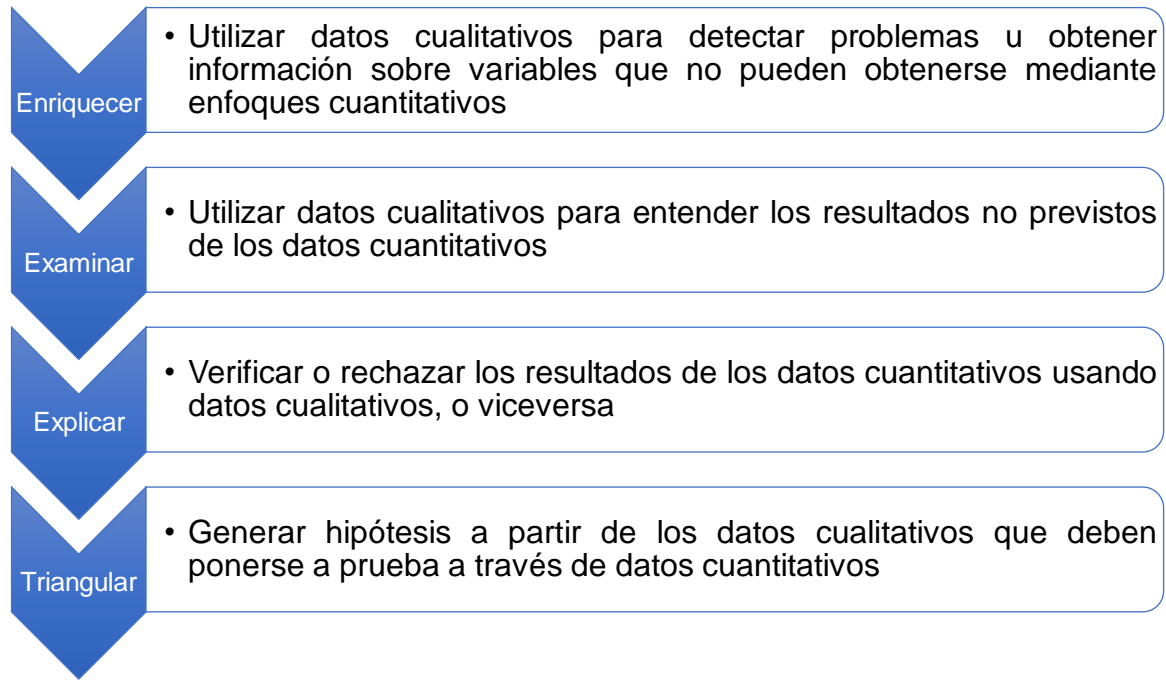 Enriquecer
• Utilizar datos cualitativos para detectar problemas u obtener
información sobre variables que no pueden obtenerse mediante
enfoques cuantitativos
Examinar
• Utilizar datos cualitativos para entender los resultados no previstos
de los datos cuantitativos
Explicar
• Verificar o rechazar los resultados de los datos cuantitativos usando
datos cualitativos, o viceversa
Triangular
• Generar hipótesis a partir de los datos cualitativos que deben
ponerse a prueba a través de datos cuantitativos